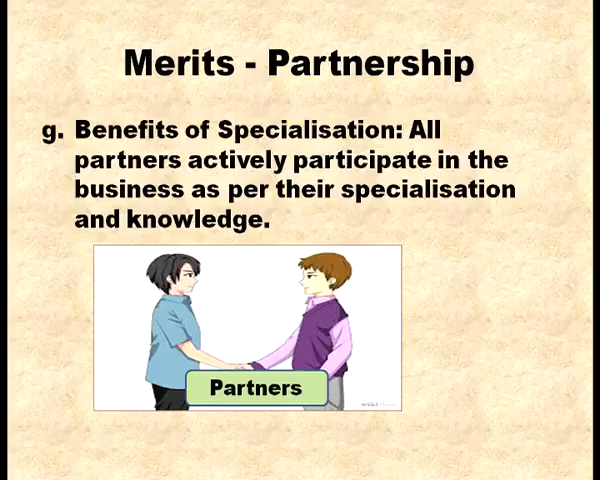 Merits - Partnership
g. Benefits of Specialisation: All
partners actively participate in the
business as per their specialisation
and knowledge.
Partners